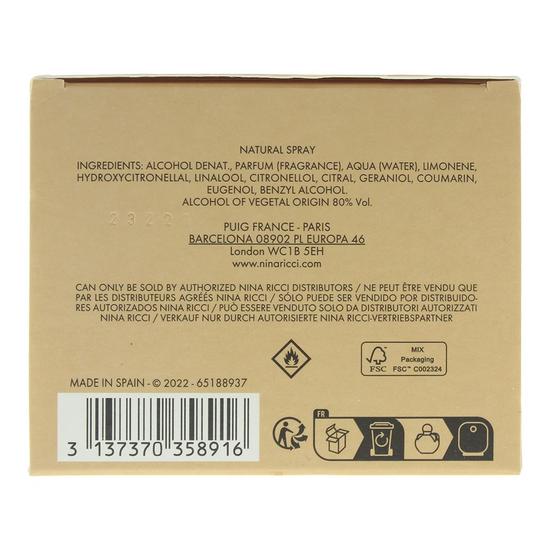 NATURAL SPRAY
INGREDIENTS: ALCOHOL DENAT., PARFUM (FRAGRANCE), AQUA (WATER), LIMONENE,
HYDROXYCITRONELLAL, LINALOOL, CITRONELLOL, CITRAL, GERANIOL, COUMARIN,
EUGENOL, BENZYL ALCOHOL.
ALCOHOL OF VEGETAL ORIGIN 80% Vol.
PUIG FRANCE - PARIS
BARCELONA 08902 PL EUROPA 46
London WC1B 5EH
www.ninaricci.com
CAN ONLY BE SOLD BY AUTHORIZED NINA RICCI DISTRIBUTORS / NE PEUT ÊTRE VENDU QUE
PAR LES DISTRIBUTEURS AGRÉÉS NINA RICCI / SÓLO PUEDE SER VENDIDO POR DISTRIBUIDO-
RES AUTORIZADOS NINA RICCI / PUÒ ESSERE VENDUTO SOLO DA DISTRIBUTORI AUTORIZZATI
NINA RICCI / VERKAUF NUR DURCH AUTORISIERTE NINA RICCI-VERTRIEBSPARTNER
FSC
MIX
Packaging
FSC™ C002324
MADE IN SPAIN - © 2022 - 65188937
FR
3 137370 358916